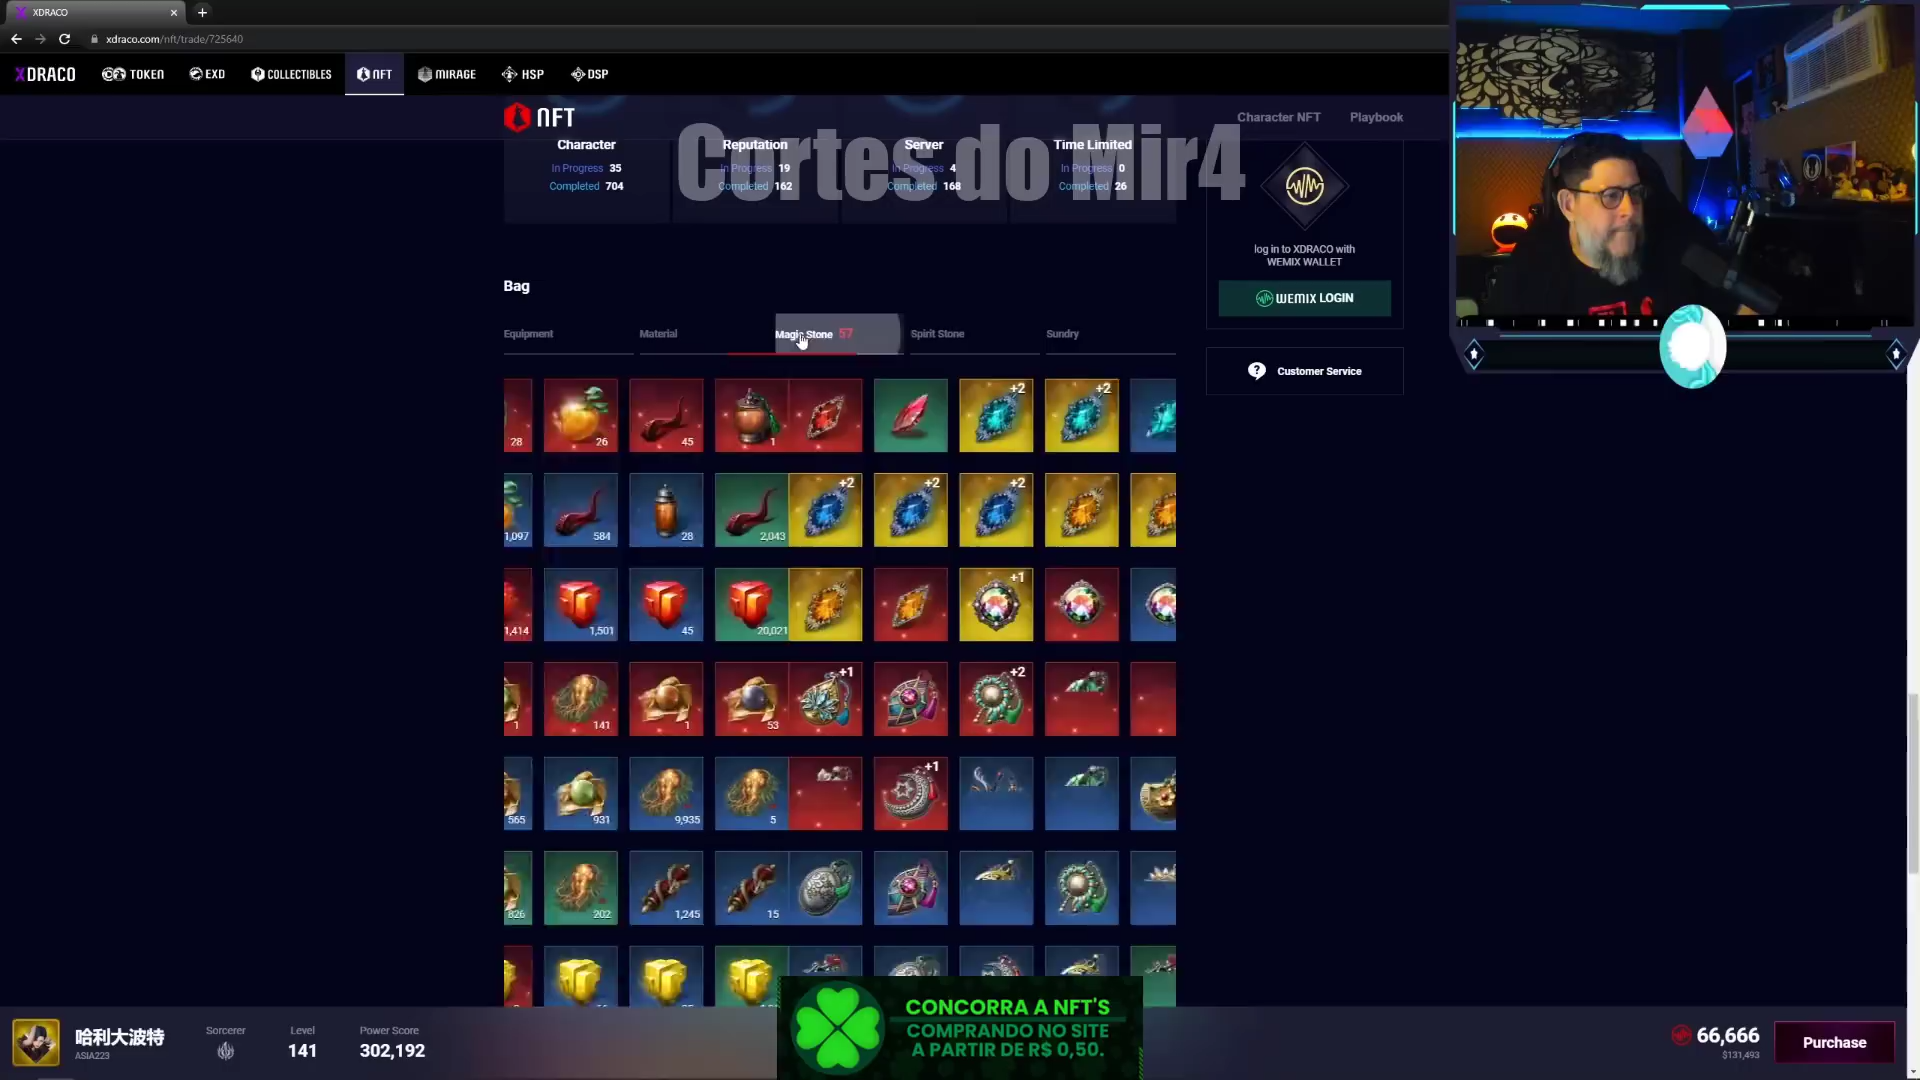 XDRACO
xdraco.com/nft/trade/725640
XDRACO
TOKEN
EXD
COLLECTIBLES
NFT
MIRAGE
HSP
DSP
NFT
Character NFT
Playbook
Cortes do Mir4
Character
In Progress 35
Completed 704
Reputation
In Progress 19
Completed 162
Server
In Progress 4
Completed 168
Time Limited
In Progress 0
Completed 26
log in to XDRACO with
WEMIX WALLET
WEMIX LOGIN
Customer Service
Bag
Equipment
Material
Magic Stone 57
Spirit Stone
Sundry
28
26
45
1
+2
+2
1,097
584
28
2,043
+2
+2
+2
1,414
1,501
45
20,021
+1
1
141
1
53
+1
+2
565
931
9,935
5
+1
826
202
1,245
15
哈利大波特
ASIA223
Sorcerer
Level
141
Power Score
302,192
CONCORRA A NFT'S
COMPRANDO NO SITE
A PARTIR DE R$ 0,50.
66,666
$131,493
Purchase